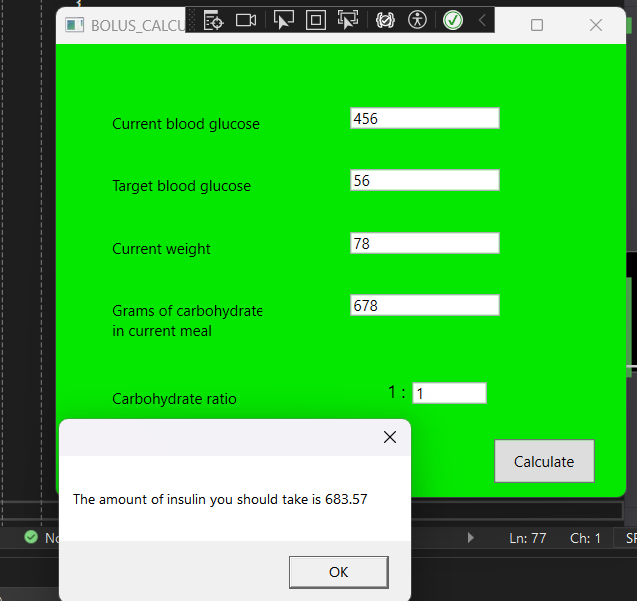 BOLUS_CALCU
Current blood glucose
456
Target blood glucose
56
Current weight
78
Grams of carbohydrate
in current meal
678
Carbohydrate ratio
1 :
1
Calculate
The amount of insulin you should take is 683.57
OK
No
Ln: 77
Ch: 1
SP